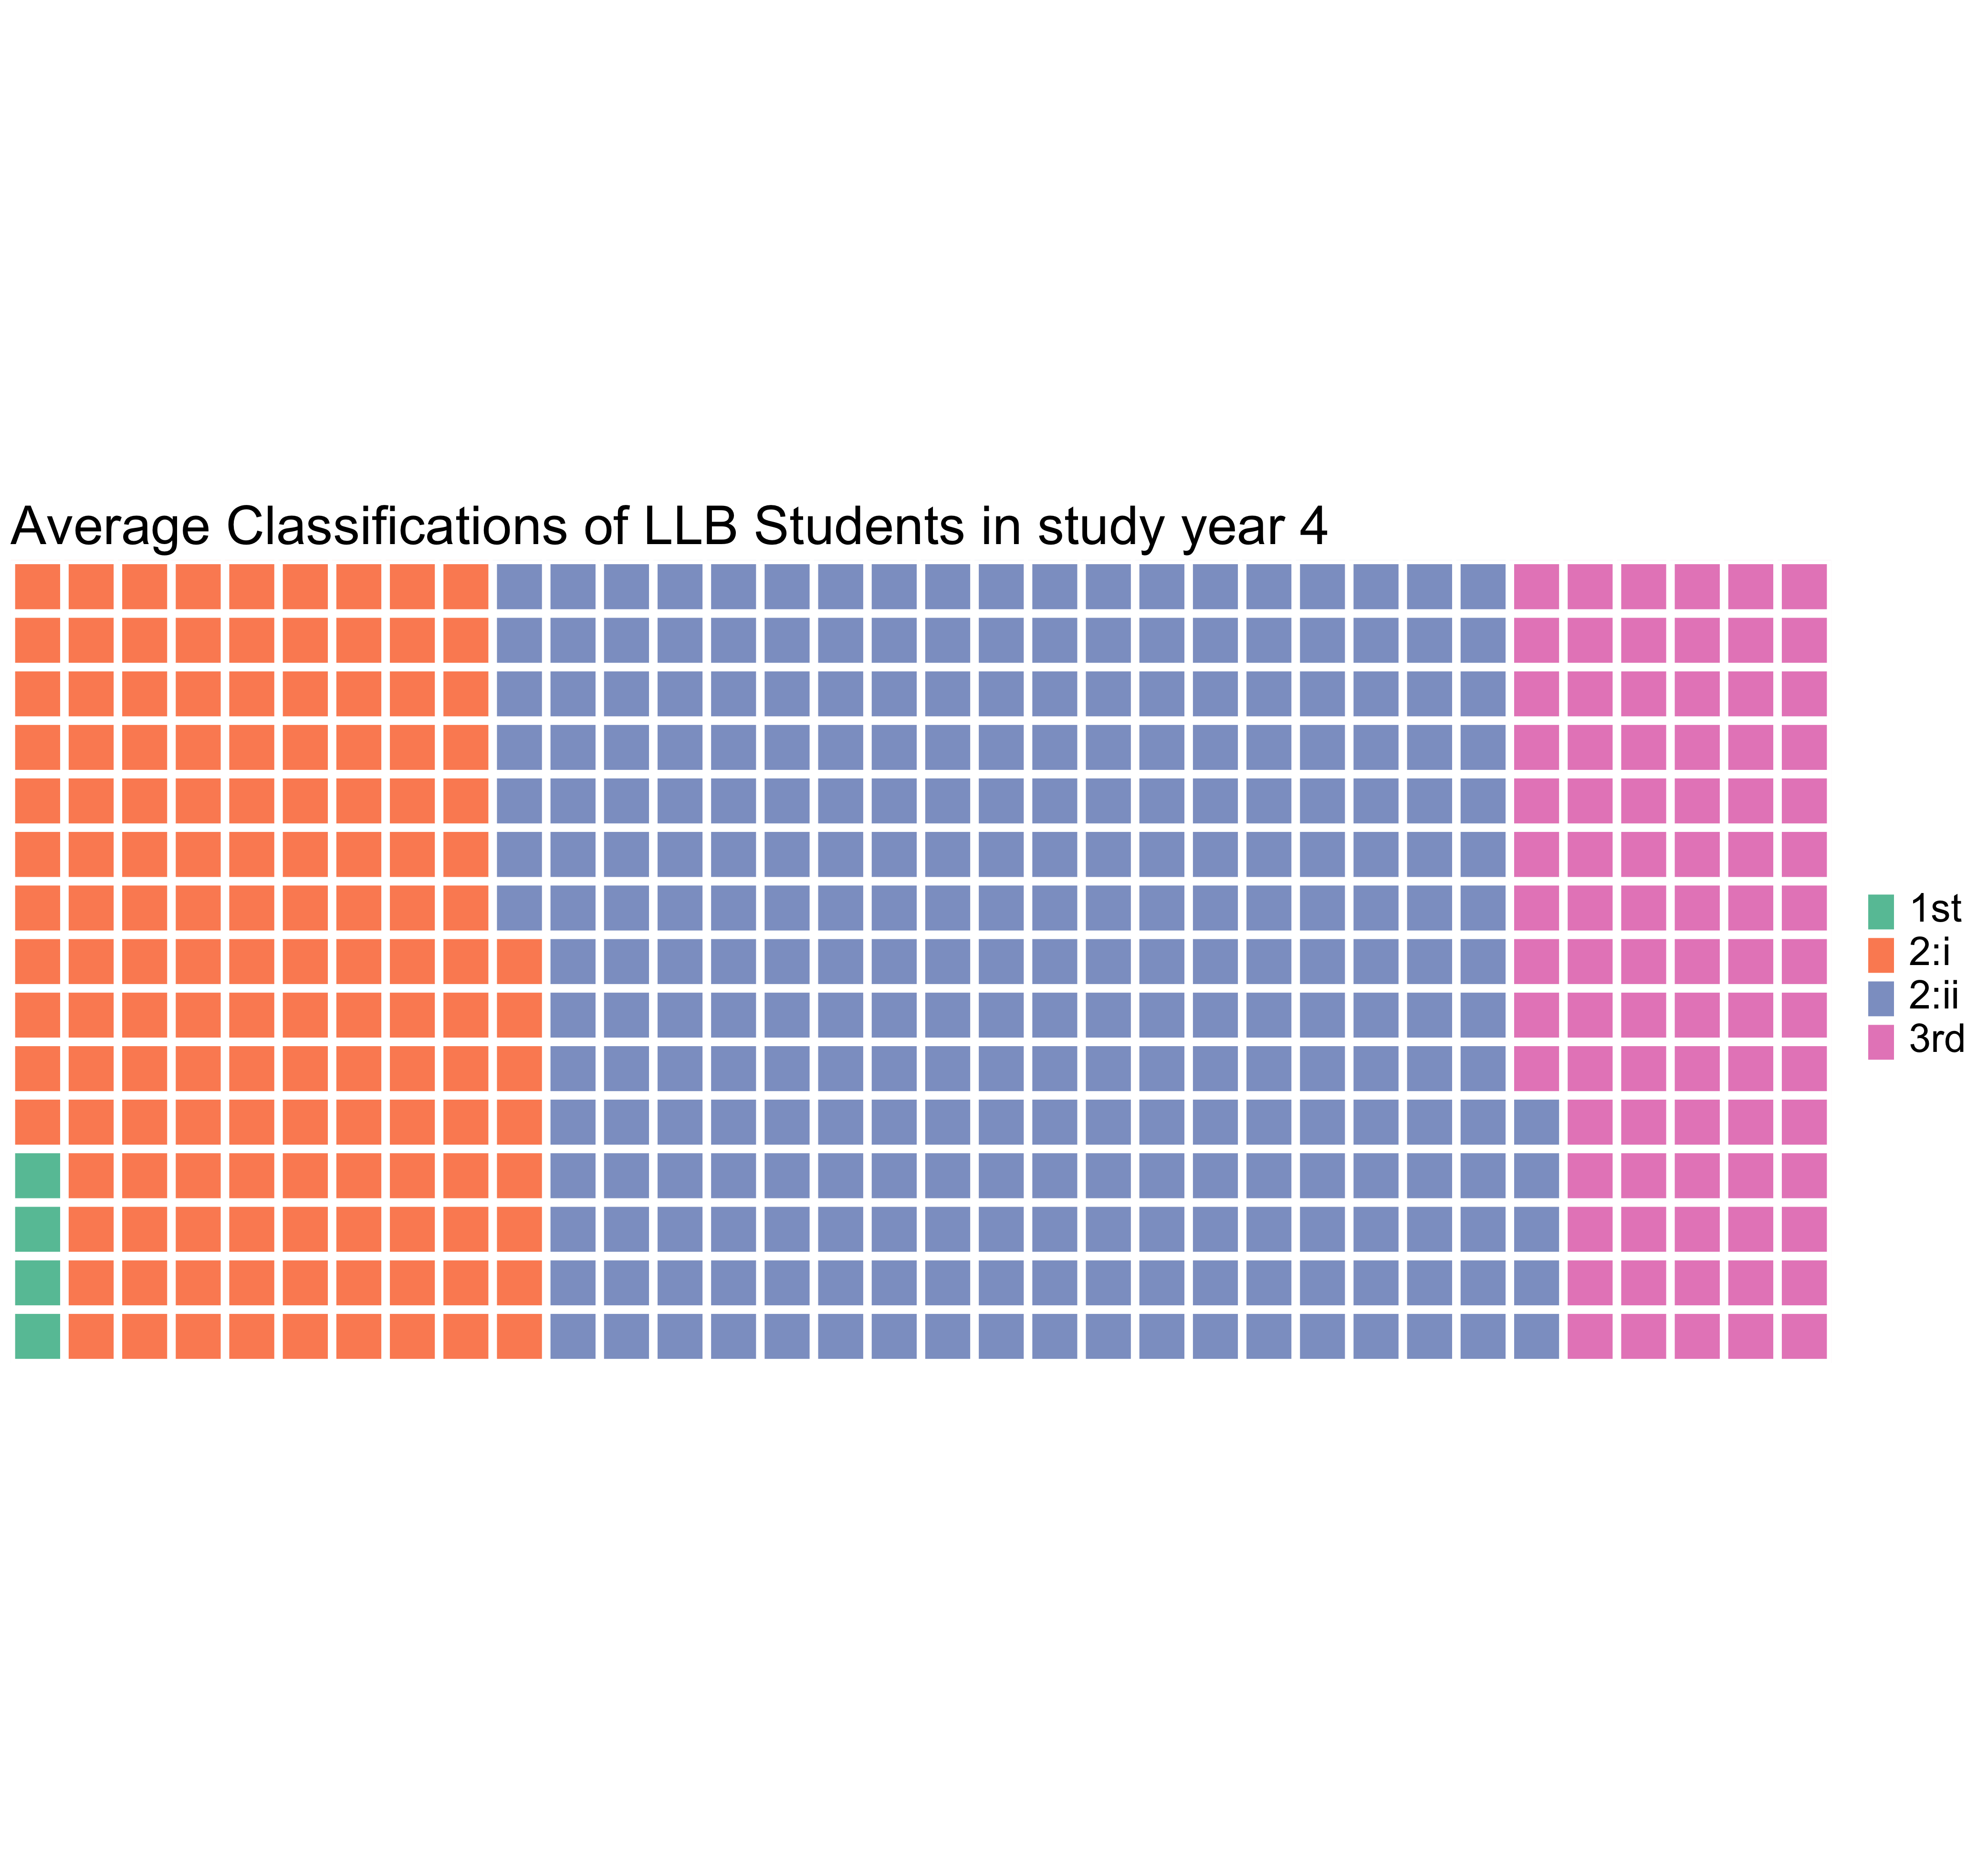 Average Classifications of LLB Students in study year 4
1st
2:i
2:ii
3rd